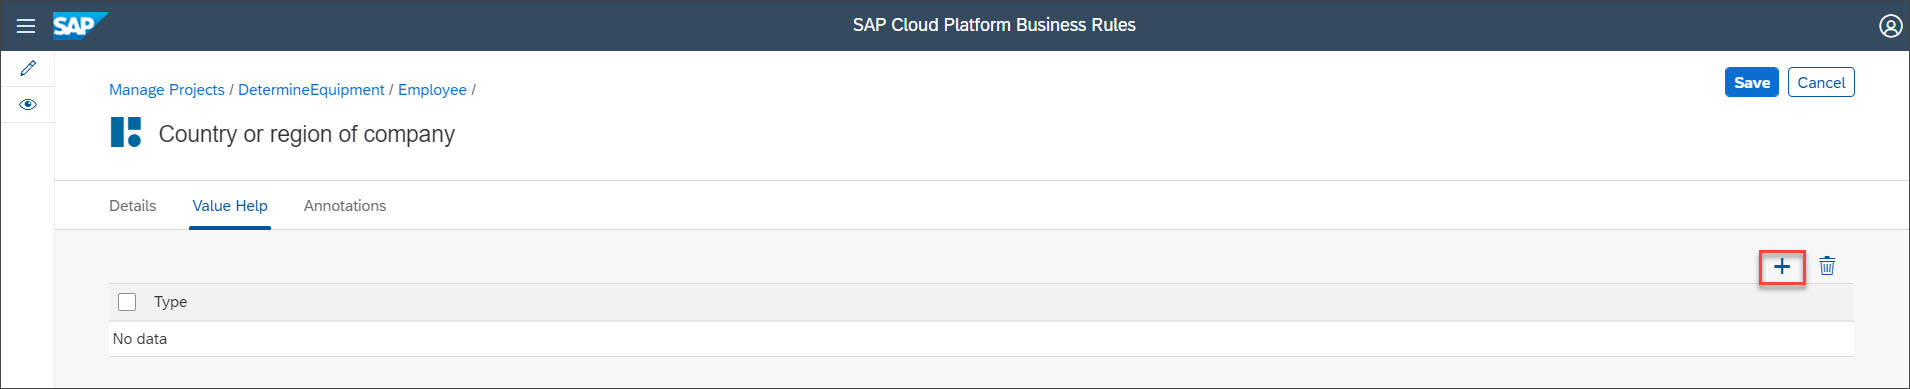 SAP
SAP Cloud Platform Business Rules
Manage Projects / DetermineEquipment / Employee /
Save
Cancel
Country or region of company
Details
Value Help
Annotations
Type
No data